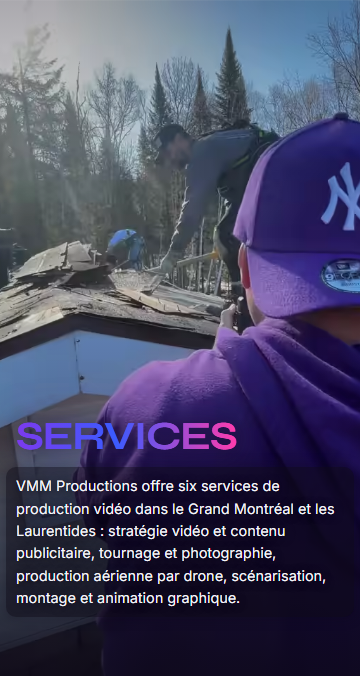 NY
SERVICES
VMM Productions offre six services de
production vidéo dans le Grand Montréal et les
Laurentides : stratégie vidéo et contenu
publicitaire, tournage et photographie,
production aérienne par drone, scénarisation,
montage et animation graphique.